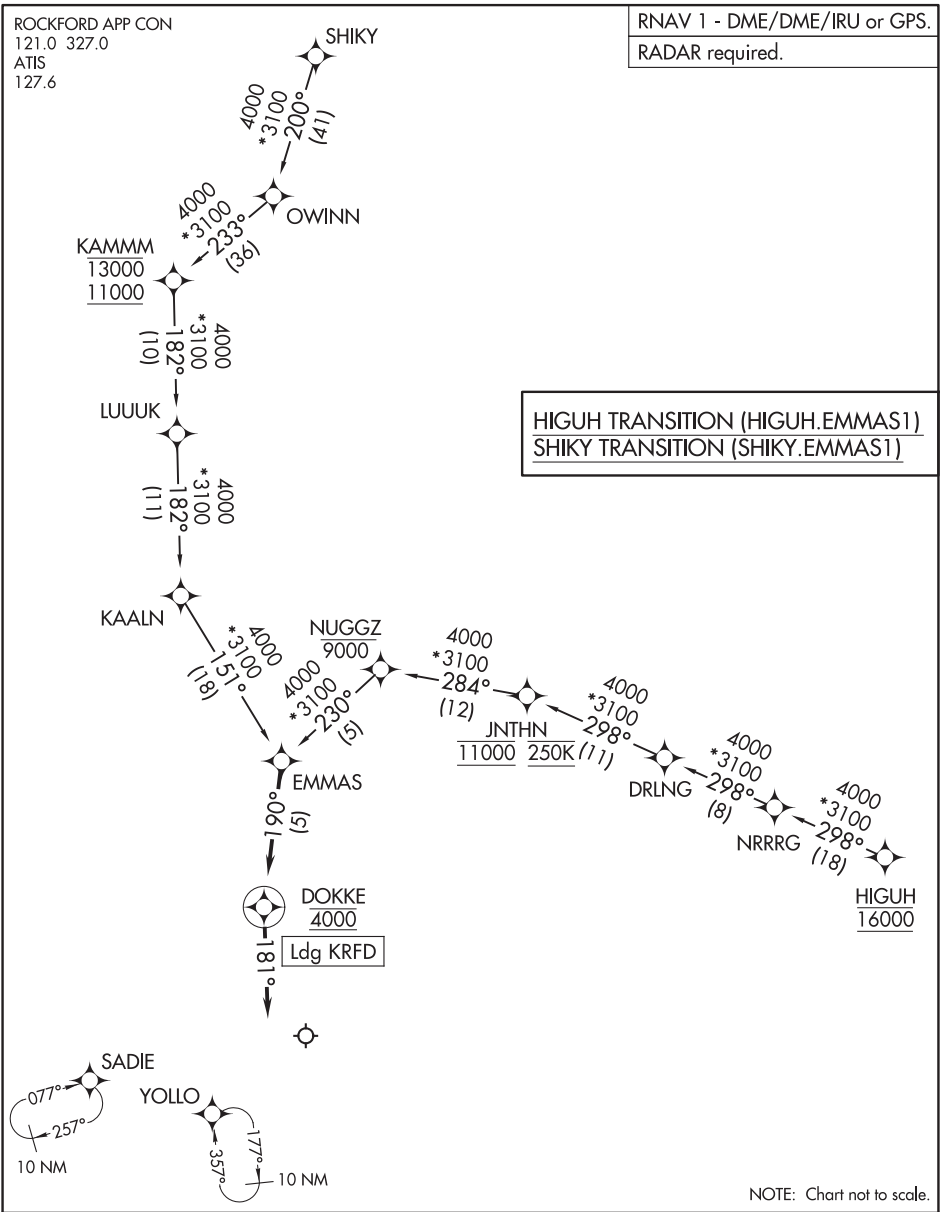 ROCKFORD APP CON
121.0 327.0
ATIS
127.6
RNAV 1 - DME/DME/IRU or GPS.
RADAR required.
SHIKY
4000
*3100
200°
(41)
OWINN
4000
*3100
233°
(36)
KAMMM
13000
11000
4000
*3100
182°
(10)
LUUUK
HIGUH TRANSITION (HIGUH.EMMAS1)
SHIKY TRANSITION (SHIKY.EMMAS1)
4000
*3100
182°
(11)
KAALN
4000
*3100
151°
(18)
NUGGZ
9000
4000
*3100
230°
(5)
4000
*3100
284°
(12)
JNTHN
11000 250K
4000
*3100
298°
(11)
DRLNG
4000
*3100
298°
(8)
NRRRG
4000
*3100
298°
(18)
HIGUH
16000
EMMAS
190°
(5)
DOKKE
4000
Ldg KRFD
181°
SADIE
077°
257°
10 NM
YOLLO
177°
357°
10 NM
NOTE: Chart not to scale.